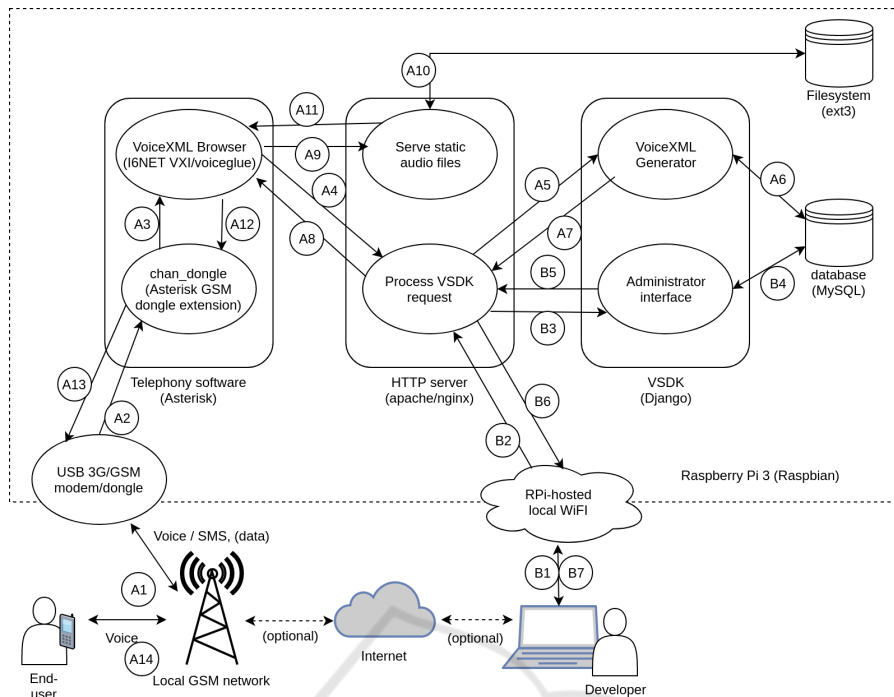 A10
Filesystem
(ext3)
A11
VoiceXML Browser
(I6NET VXI/voiceglue)
A9
Serve static
audio files
VoiceXML
Generator
A4
A5
A6
A3
A12
A8
A7
chan_dongle
(Asterisk GSM
dongle extension)
Process VSDK
request
B5
B3
Administrator
interface
B4
database
(MySQL)
Telephony software
(Asterisk)
HTTP server
(apache/nginx)
VSDK
(Django)
A13
A2
B6
B2
USB 3G/GSM
modem/dongle
RPi-hosted
local WiFI
Raspberry Pi 3 (Raspbian)
Voice / SMS, (data)
A1
B1
B7
Voice
A14
(optional)
Internet
(optional)
End-
user
Local GSM network
Developer